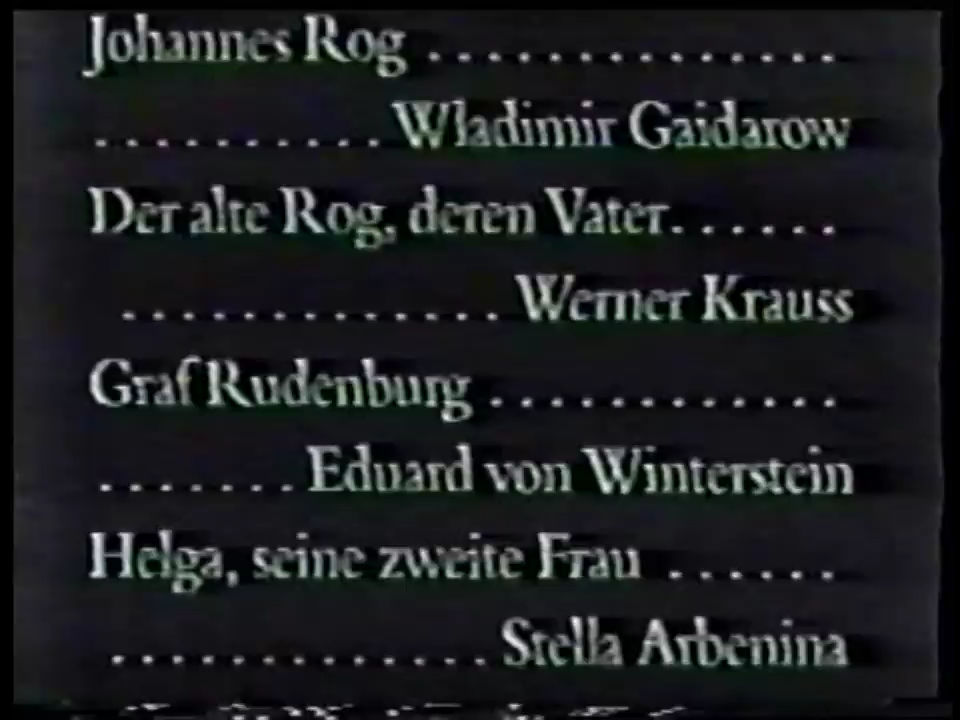 Johannes Rog ...............
.......... Wladimir Gaidarow
Der alte Rog, deren Vater......
.............. Werner Krauss
Graf Rudenburg ............
....... Eduard von Winterstein
Helga, seine zweite Frau ......
............. Stella Arbenina